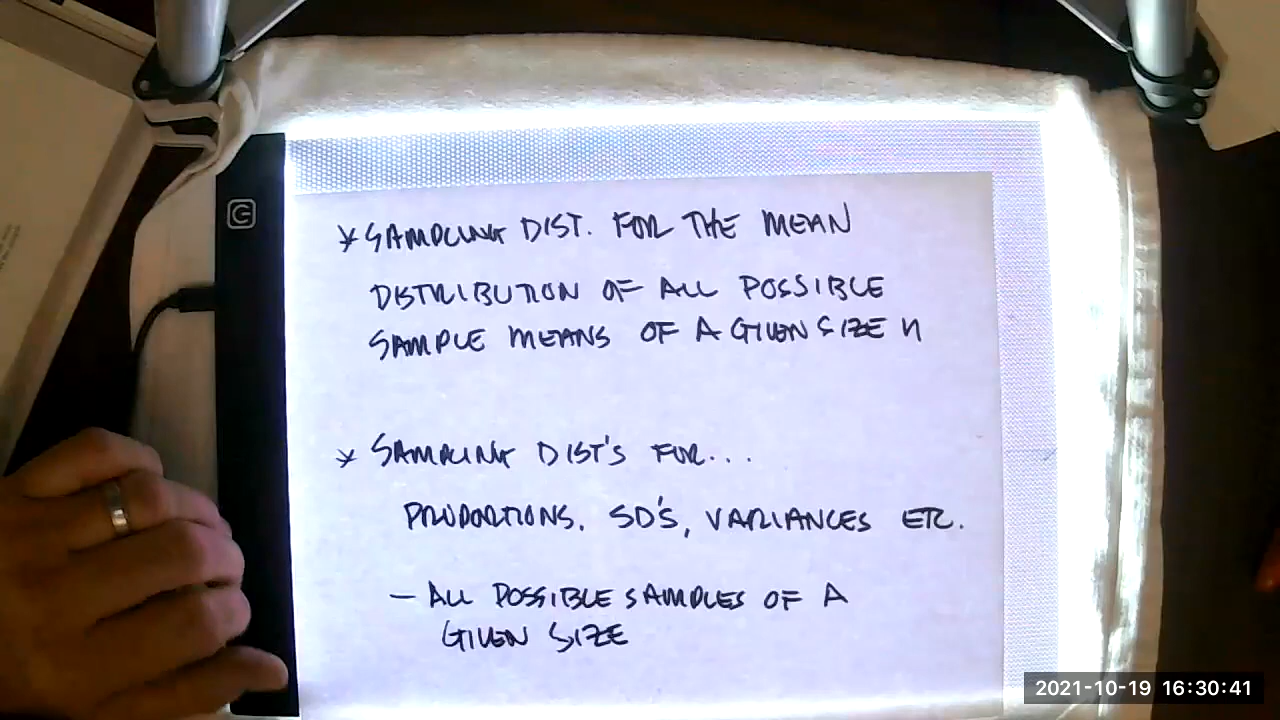 * SAMPLING DIST. FOR THE MEAN
DISTRIBUTION OF ALL POSSIBLE
SAMPLE MEANS OF A GIVEN SIZE n
* SAMPLING DIST'S FOR...
PROPORTIONS, SD'S, VARIANCES ETC.
— ALL POSSIBLE SAMPLES OF A
GIVEN SIZE
2021-10-19 16:30:41